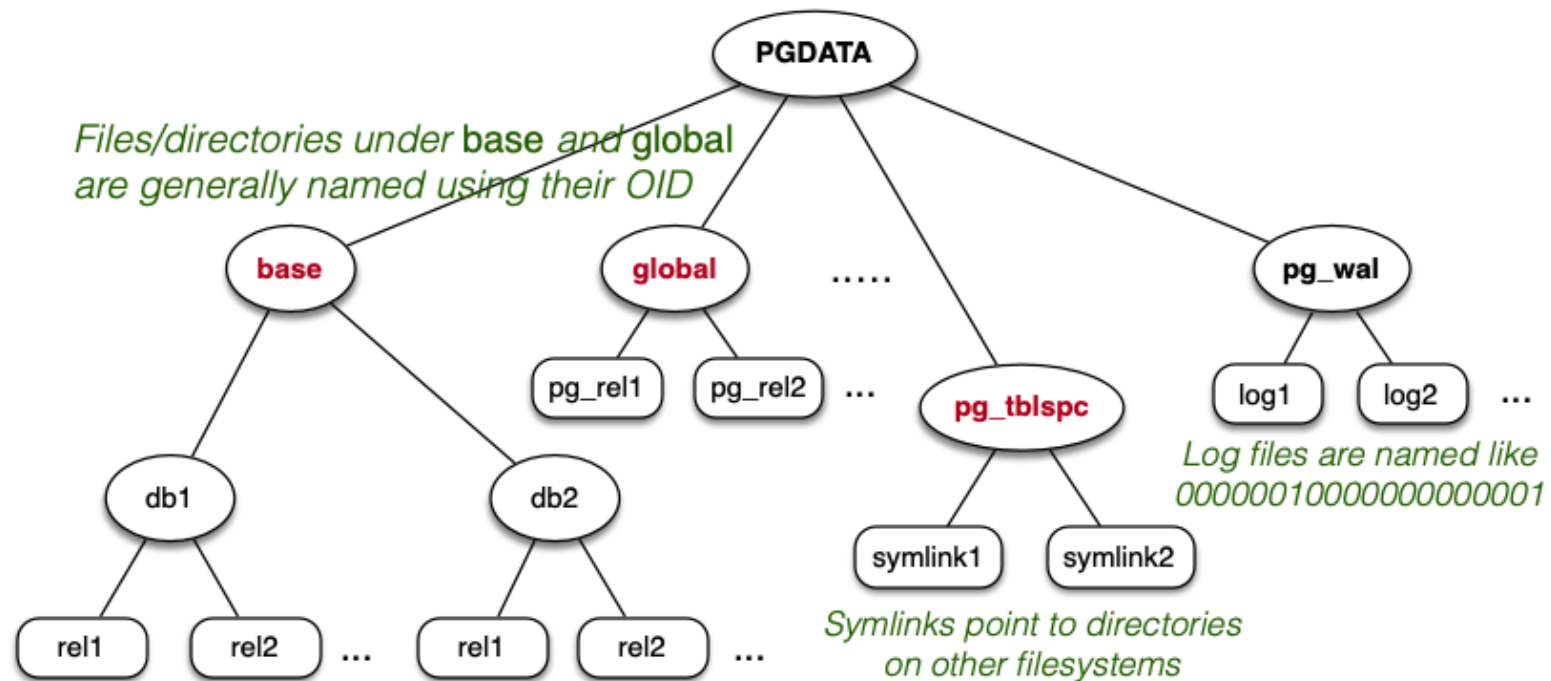 PGDATA
Files/directories under base and global
are generally named using their OID
base
global
.....
pg_wal
pg_rel1
pg_rel2
...
pg_tblspc
log1
log2
...
Log files are named like
00000010000000000001
db1
db2
symlink1
symlink2
rel1
rel2
...
rel1
rel2
...
Symlinks point to directories
on other filesystems